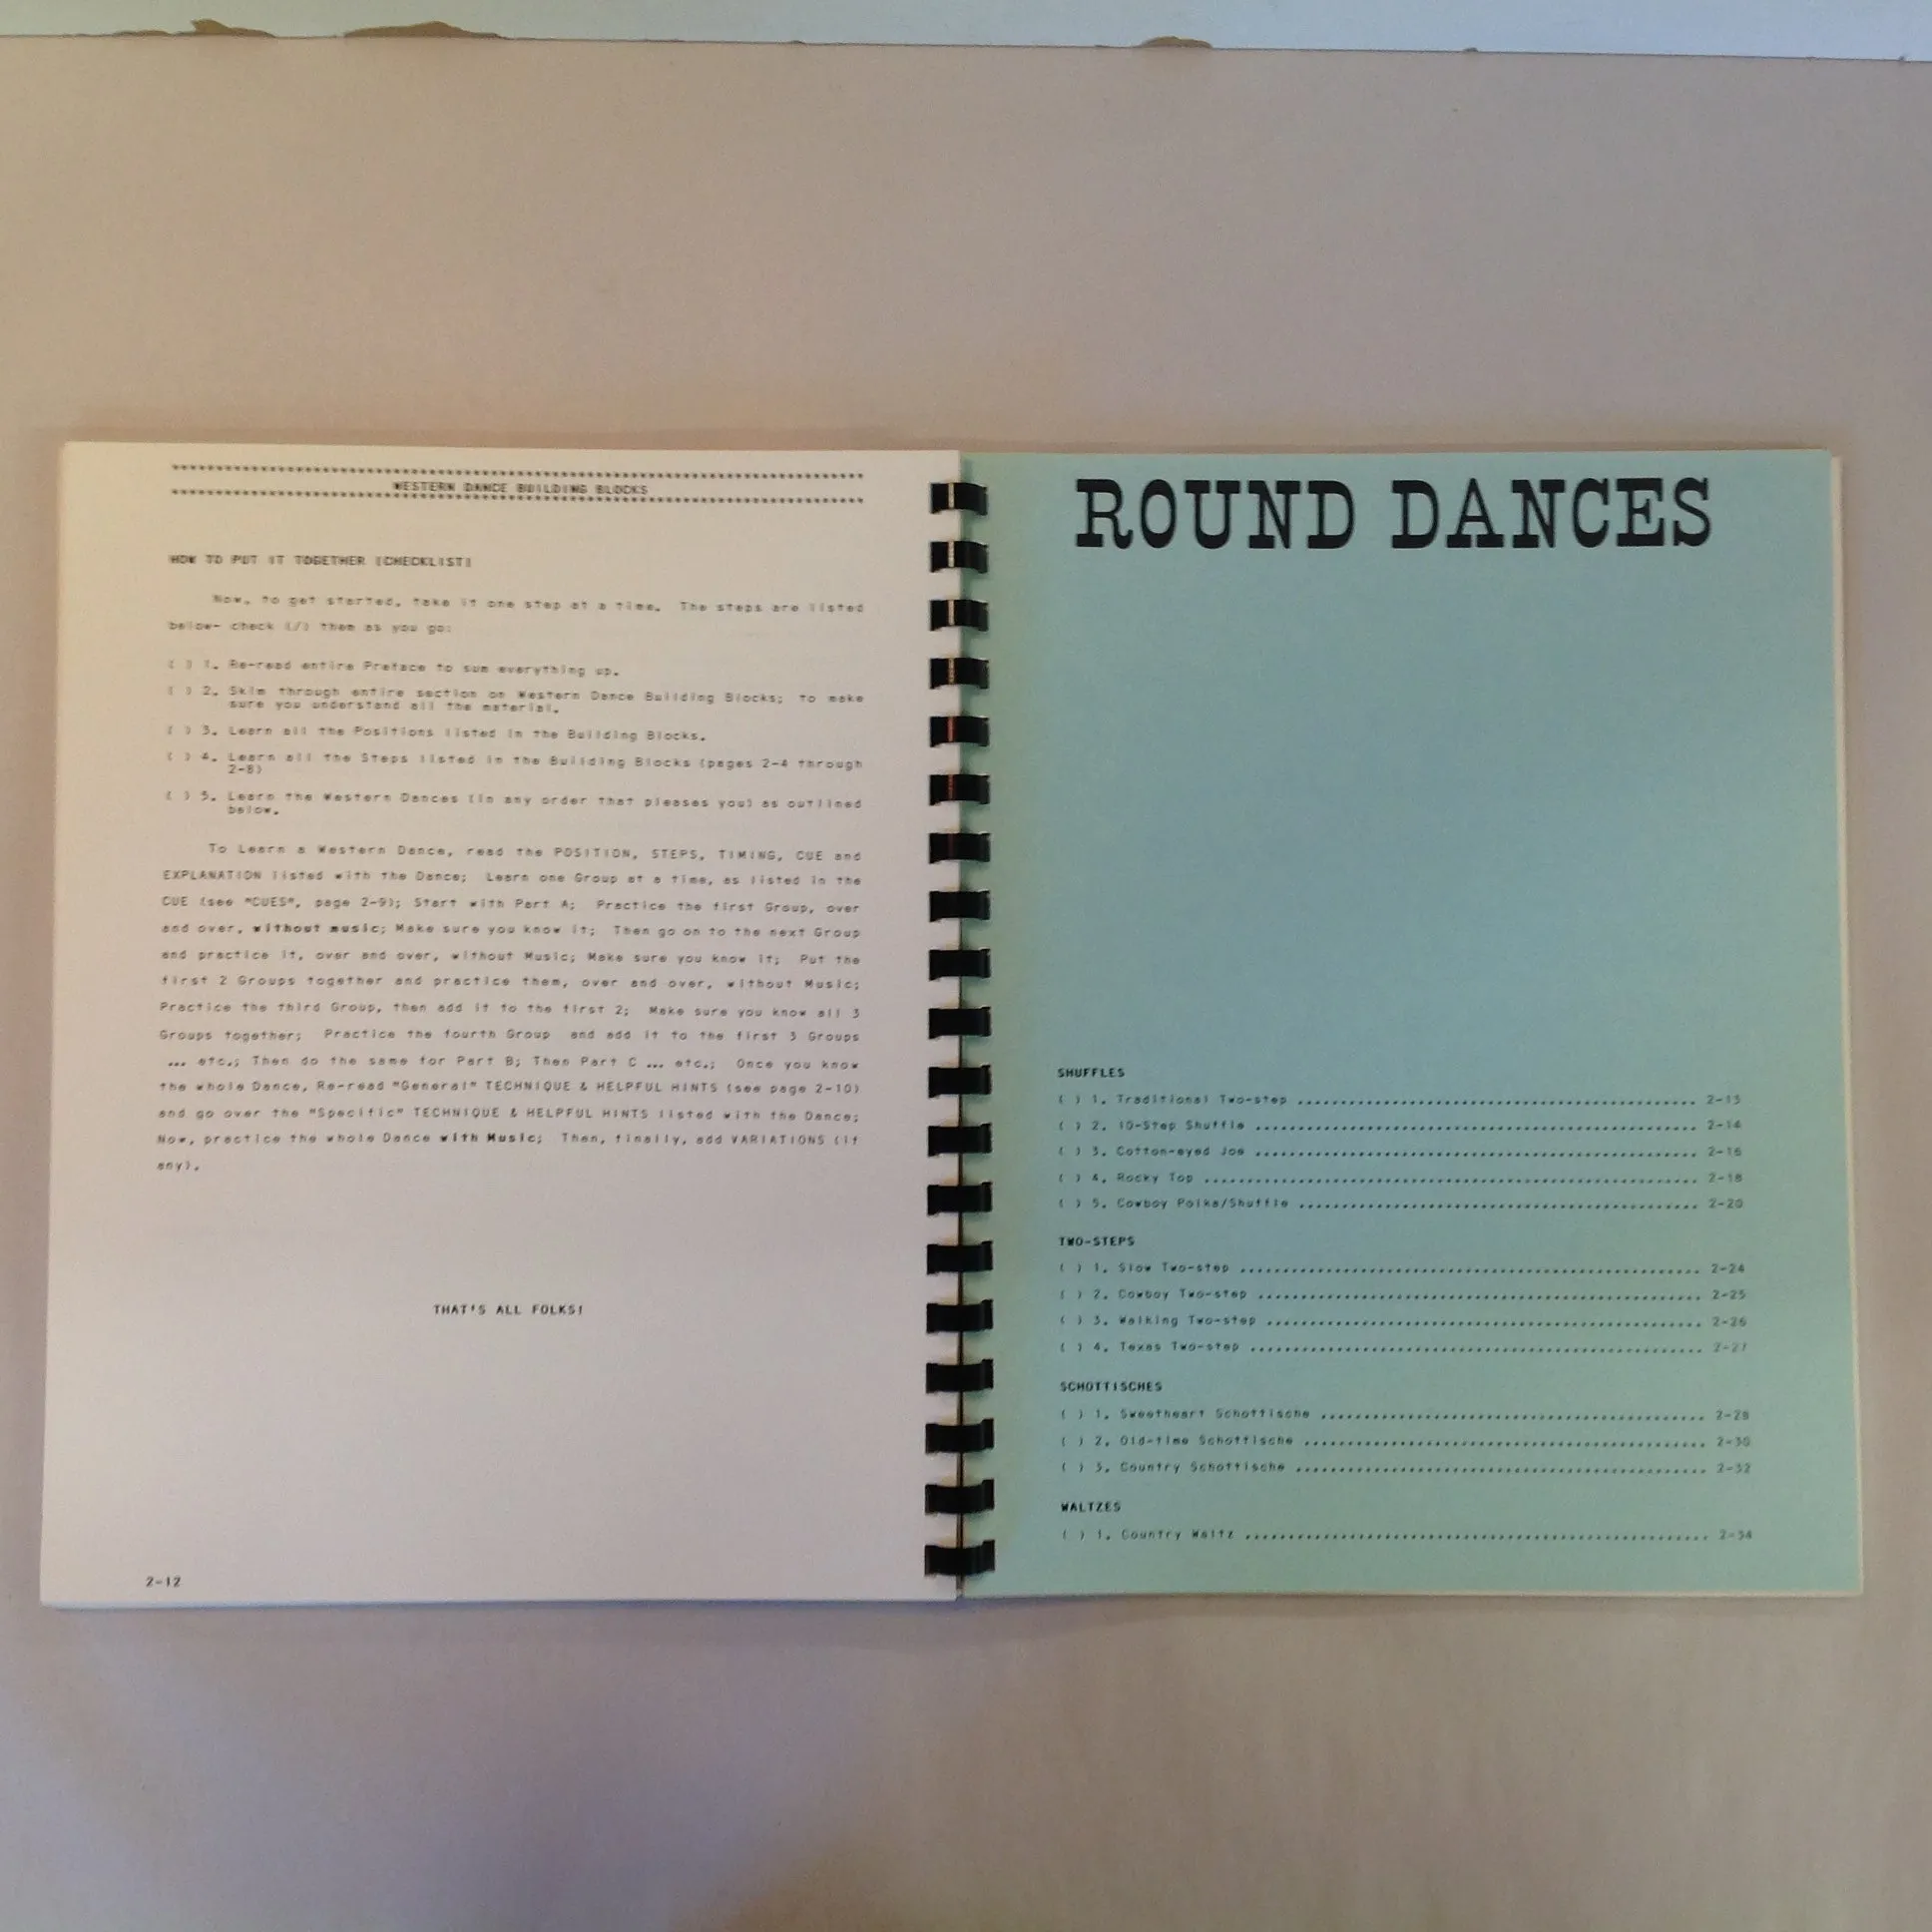 WESTERN DANCE BUILDING BLOCKS
HOW TO PUT IT TOGETHER (CHECKLIST)
Now, to get started, take it one step at a time. The steps are listed
below- check (/) them as you go:
( ) 1. Re-read entire Preface to sum everything up.
( ) 2. Skim through entire section on Western Dance Building Blocks; to make
sure you understand all the material.
( ) 3. Learn all the Positions listed in the Building Blocks.
( ) 4. Learn all the Steps listed in the Building Blocks (pages 2-4 through
2-8)
( ) 5. Learn the Western Dances (in any order that pleases you) as outlined
below.
To Learn a Western Dance, read the POSITION, STEPS, TIMING, CUE and
EXPLANATION listed with the Dance; Learn one Group at a time, as listed in the
CUE (see "CUES", page 2-9); Start with Part A; Practice the first Group, over
and over, without music; Make sure you know it; Then go on to the next Group
and practice it, over and over, without Music; Make sure you know it; Put the
first 2 Groups together and practice them, over and over, without Music;
Practice the third Group, then add it to the first 2; Make sure you know all 3
Groups together; Practice the fourth Group and add it to the first 3 Groups
... etc.; Then do the same for Part B; Then Part C ... etc.; Once you know
the whole Dance, Re-read "General" TECHNIQUE & HELPFUL HINTS (see page 2-10)
and go over the "Specific" TECHNIQUE & HELPFUL HINTS listed with the Dance;
Now, practice the whole Dance with Music; Then, finally, add VARIATIONS (if
any).
THAT'S ALL FOLKS!
2-12
ROUND DANCES
SHUFFLES
( ) 1. Traditional Two-step ........ 2-13
( ) 2. 10-Step Shuffle ........ 2-14
( ) 3. Cotton-eyed Joe ........ 2-16
( ) 4. Rocky Top ........ 2-18
( ) 5. Cowboy Polka/Shuffle ........ 2-20
TWO-STEPS
( ) 1. Slow Two-step ........ 2-24
( ) 2. Cowboy Two-step ........ 2-25
( ) 3. Walking Two-step ........ 2-26
( ) 4. Texas Two-step ........ 2-27
SCHOTTISCHES
( ) 1. Sweetheart Schottische ........ 2-28
( ) 2. Old-time Schottische ........ 2-30
( ) 3. Country Schottische ........ 2-32
WALTZES
( ) 1. Country Waltz ........ 2-34